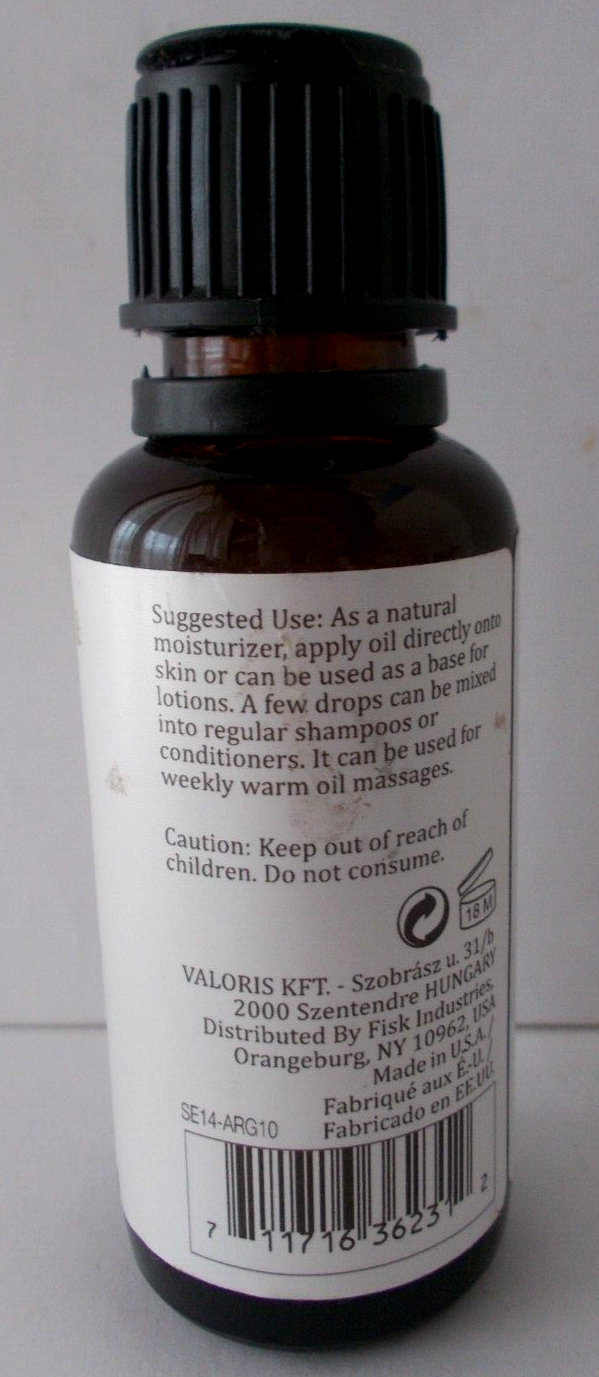 Suggested Use: As a natural
moisturizer, apply oil directly onto
skin or can be used as a base for
lotions. A few drops can be mixed
into regular shampoos or
conditioners. It can be used for
weekly warm oil massages.
Caution: Keep out of reach of
children. Do not consume.
18 M
VALORIS KFT. - Szobrász u. 31/b
2000 Szentendre HUNGARY
Distributed By Fisk Industries,
Orangeburg, NY 10962, USA
Made in U.S.A./
Fabriqué aux É.-U. /
Fabricado en EE.UU.
SE14-ARG10
7 11716 36231 2